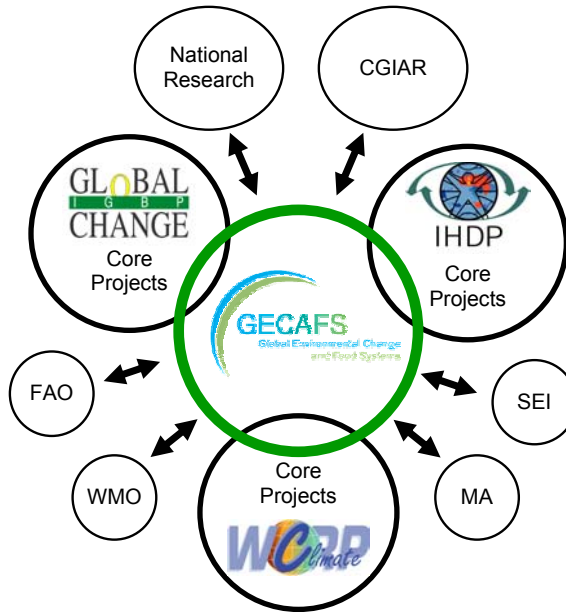 National
Research
CGIAR
GLOBAL
I G B P
CHANGE
Core
Projects
IHDP
Core
Projects
GECAFS
Global Environmental Change
and Food Systems
FAO
SEI
WMO
MA
Core
Projects
WCRP
Climate